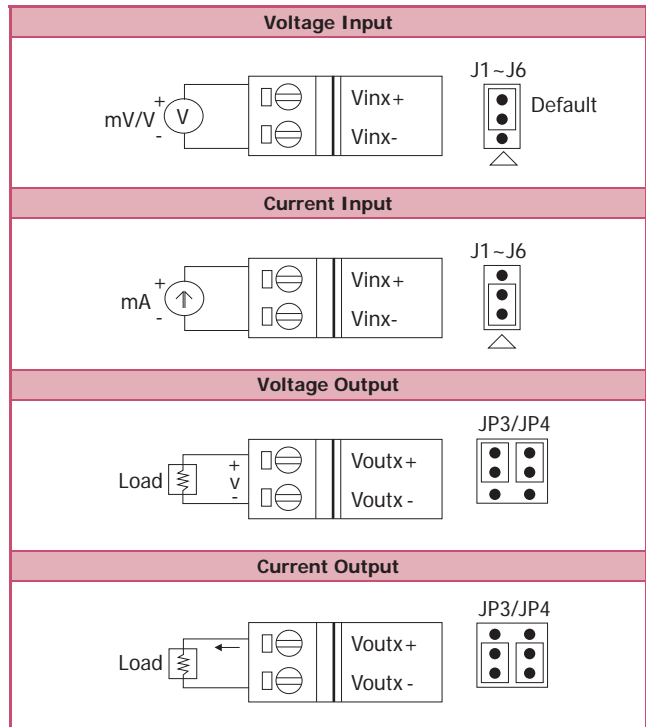 Voltage Input
J1~J6
mV/V
+
V
-
Vinx+
Vinx-
Default
Current Input
J1~J6
mA
+
-
Vinx+
Vinx-
Voltage Output
JP3/JP4
Load
+
V
-
Voutx+
Voutx -
Current Output
JP3/JP4
Load
Voutx+
Voutx -